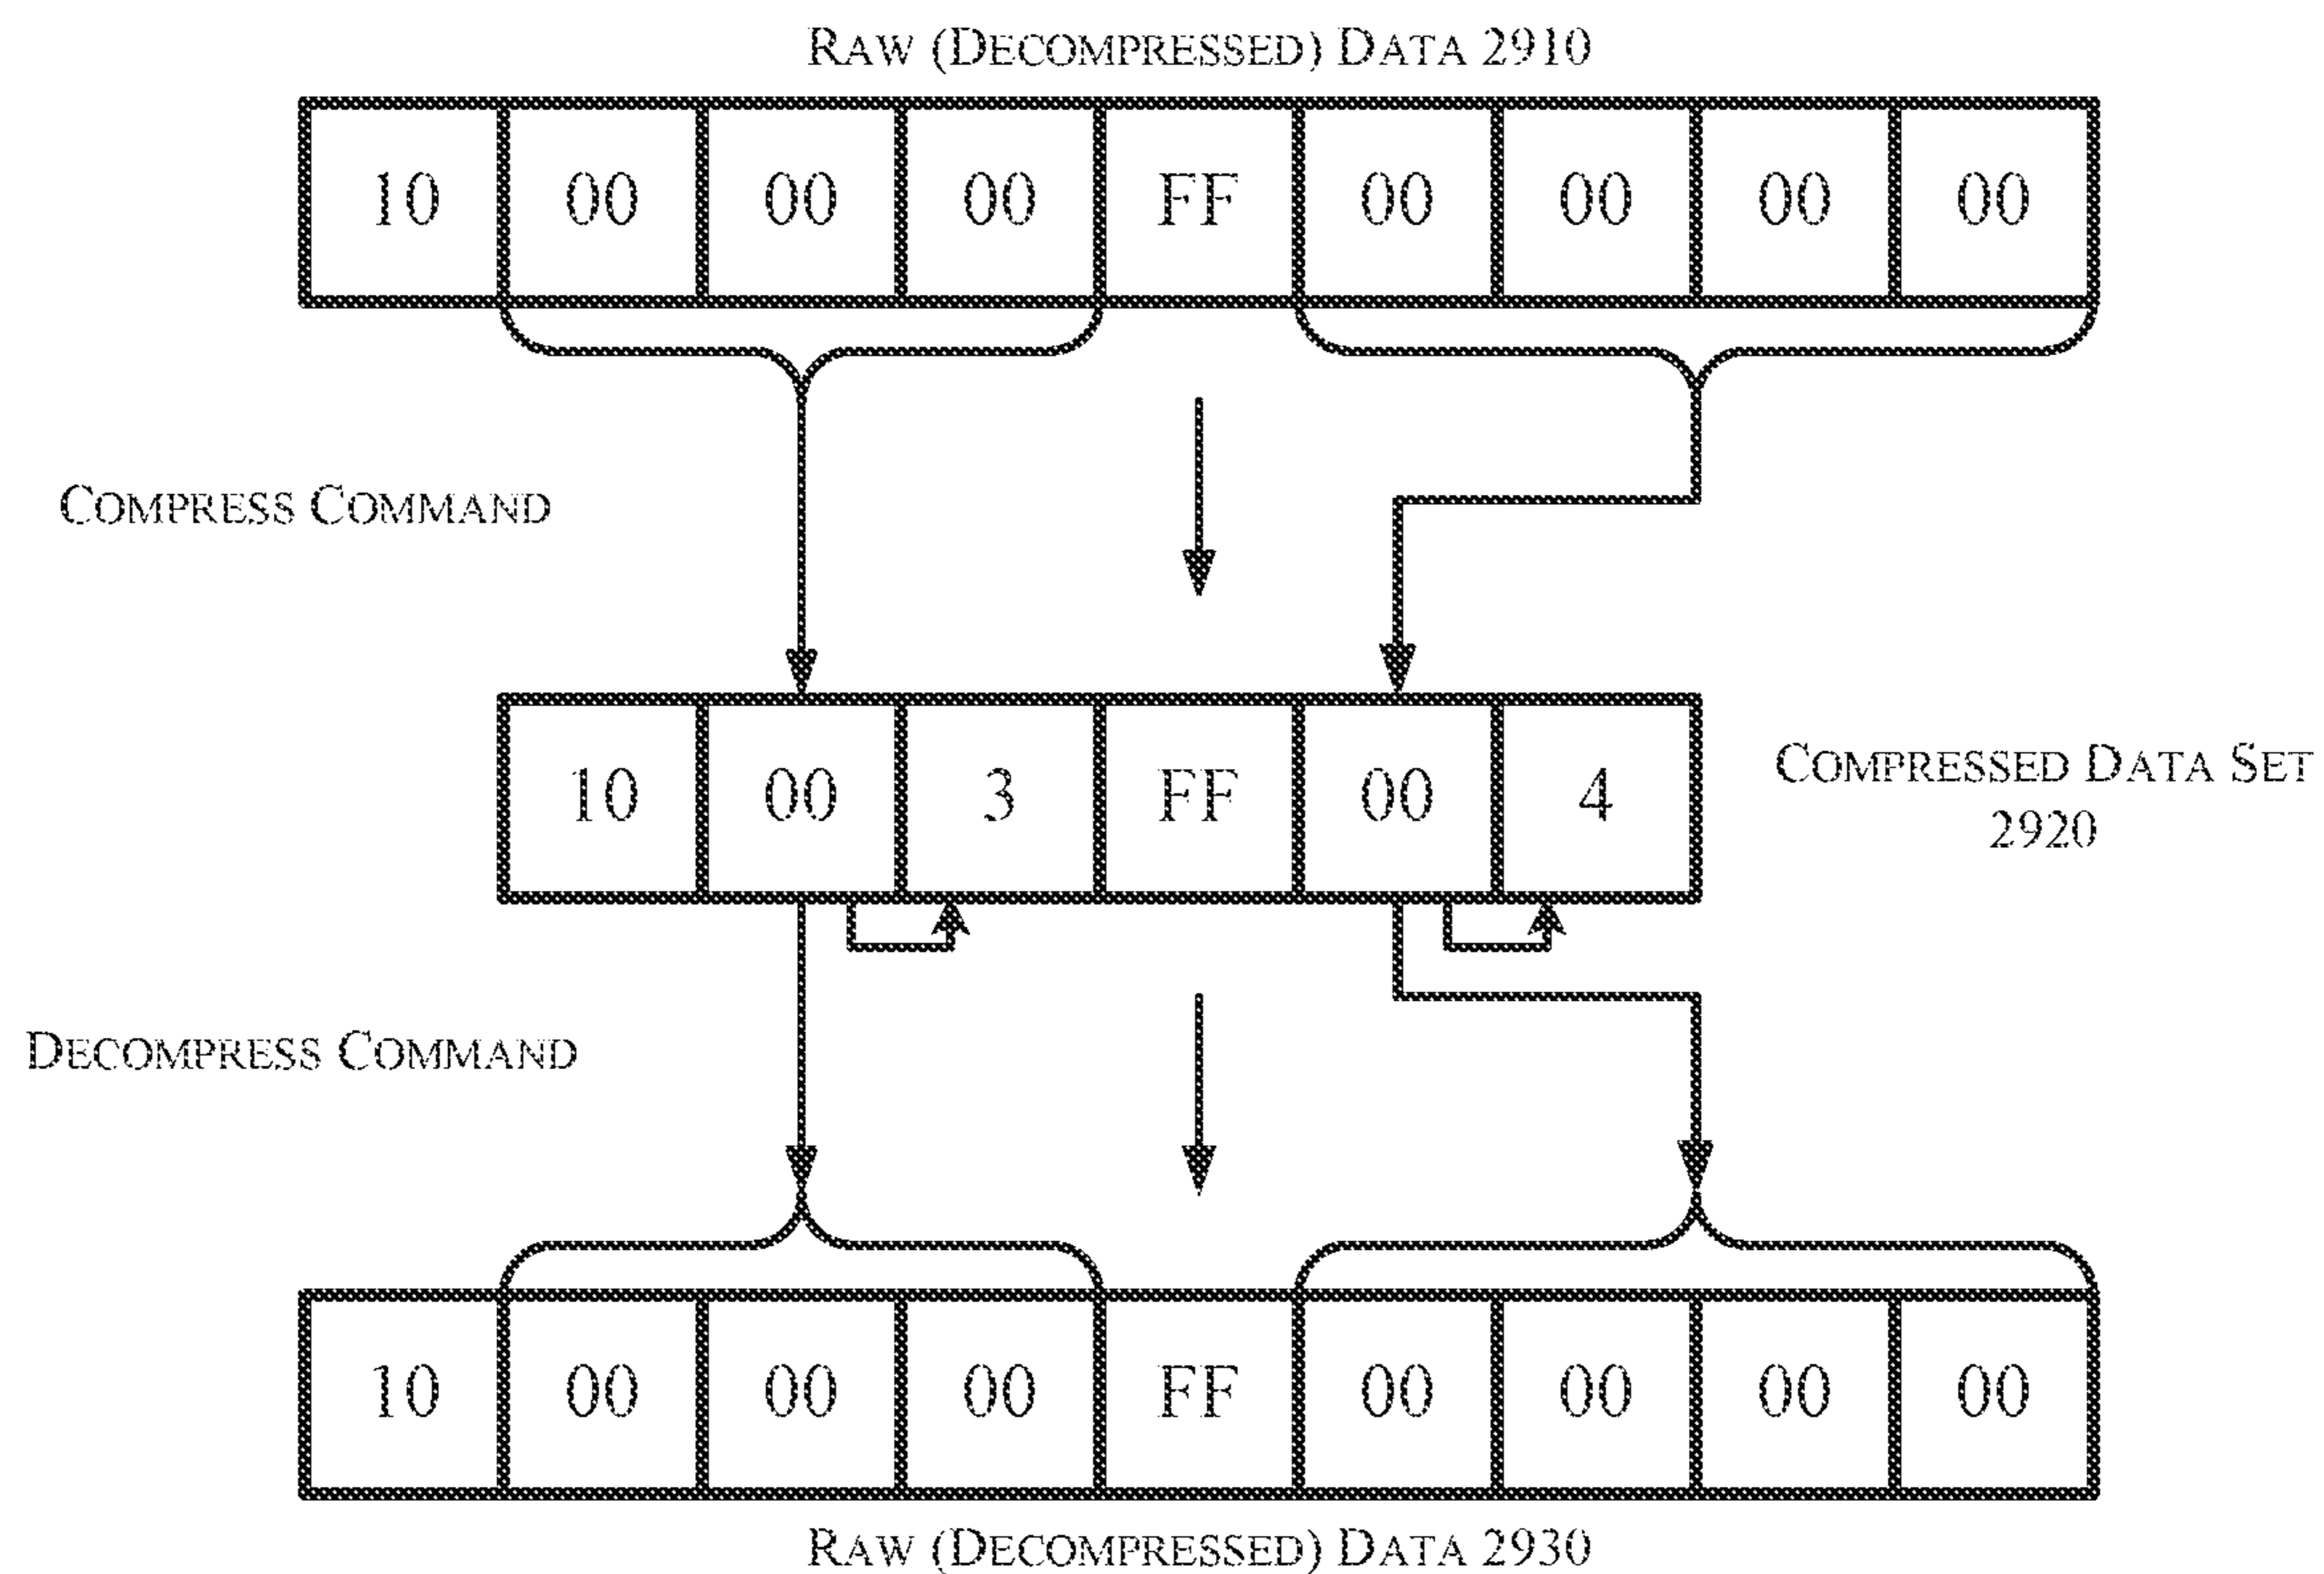 RAW (DECOMPRESSED) DATA 2910
10 00 00 00 FF 00 00 00 00
COMPRESS COMMAND
10 00 3 FF 00 4
COMPRESSED DATA SET
2920
DECOMPRESS COMMAND
10 00 00 00 FF 00 00 00 00
RAW (DECOMPRESSED) DATA 2930